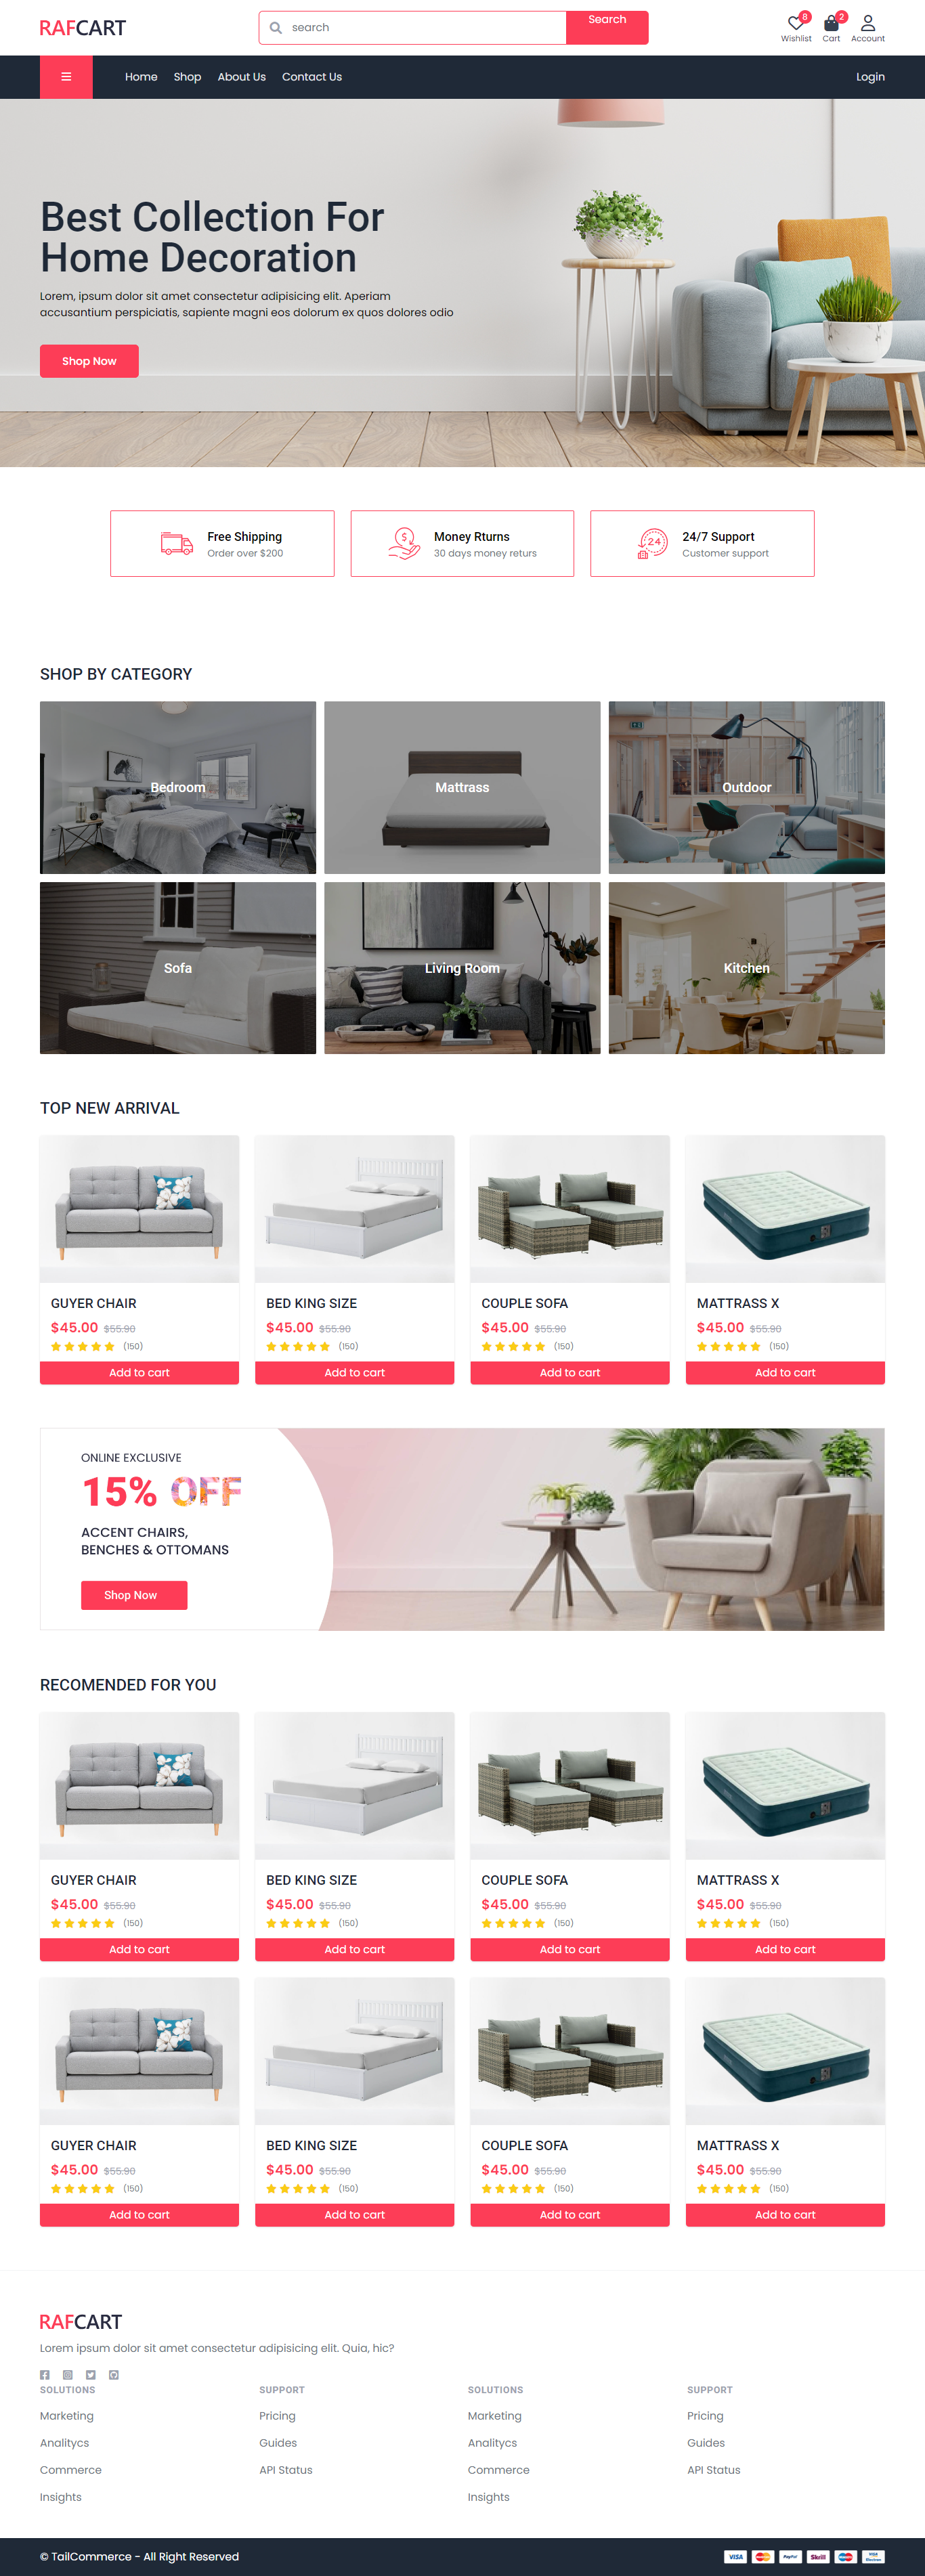 RAFCART
search
Search
8
Wishlist
2
Cart
Account
Home Shop About Us Contact Us
Login
Best Collection For
Home Decoration
Lorem, ipsum dolor sit amet consectetur adipisicing elit. Aperiam
accusantium perspiciatis, sapiente magni eos dolorum ex quos dolores odio
Shop Now
Free Shipping
Order over $200
$
Money Rturns
30 days money returs
24
24/7 Support
Customer support
SHOP BY CATEGORY
Bedroom
Mattrass
Outdoor
Sofa
Living Room
Kitchen
TOP NEW ARRIVAL
GUYER CHAIR
$45.00 $55.90
(150)
Add to cart
BED KING SIZE
$45.00 $55.90
(150)
Add to cart
COUPLE SOFA
$45.00 $55.90
(150)
Add to cart
MATTRASS X
$45.00 $55.90
(150)
Add to cart
ONLINE EXCLUSIVE
15% OFF
ACCENT CHAIRS,
BENCHES & OTTOMANS
Shop Now
RECOMENDED FOR YOU
GUYER CHAIR
$45.00 $55.90
(150)
Add to cart
BED KING SIZE
$45.00 $55.90
(150)
Add to cart
COUPLE SOFA
$45.00 $55.90
(150)
Add to cart
MATTRASS X
$45.00 $55.90
(150)
Add to cart
GUYER CHAIR
$45.00 $55.90
(150)
Add to cart
BED KING SIZE
$45.00 $55.90
(150)
Add to cart
COUPLE SOFA
$45.00 $55.90
(150)
Add to cart
MATTRASS X
$45.00 $55.90
(150)
Add to cart
RAFCART
Lorem ipsum dolor sit amet consectetur adipisicing elit. Quia, hic?
SOLUTIONS
Marketing
Analitycs
Commerce
Insights
SUPPORT
Pricing
Guides
API Status
SOLUTIONS
Marketing
Analitycs
Commerce
Insights
SUPPORT
Pricing
Guides
API Status
© TailCommerce - All Right Reserved
VISA
PayPal
Skrill
VISA
Electron